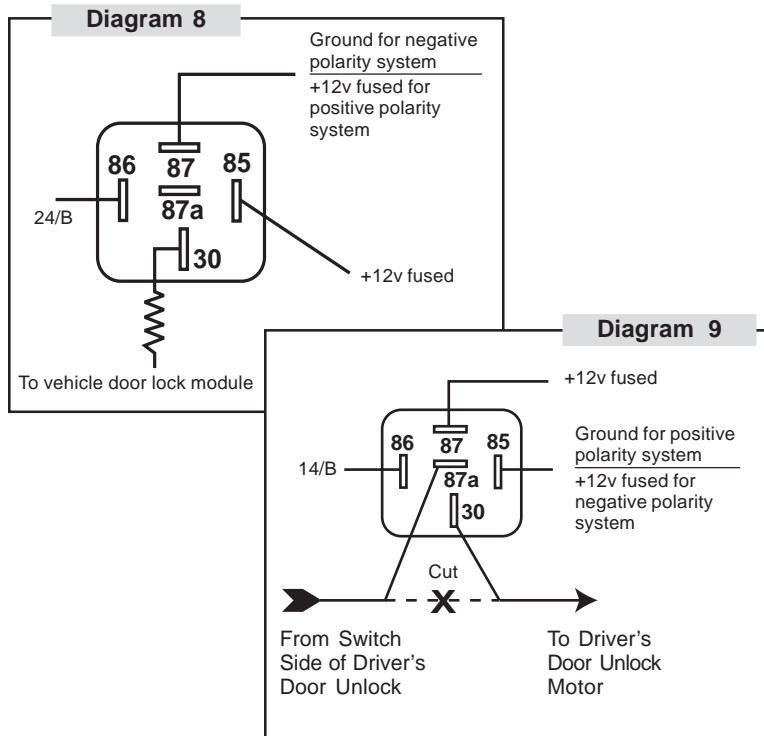 Diagram 8
Ground for negative
polarity system
+12v fused for
positive polarity
system
86
87
85
87a
24/B
30
+12v fused
To vehicle door lock module
Diagram 9
+12v fused
86
87
85
Ground for positive
polarity system
14/B
87a
+12v fused for
negative polarity
system
30
Cut
X
From Switch
Side of Driver's
Door Unlock
To Driver's
Door Unlock
Motor